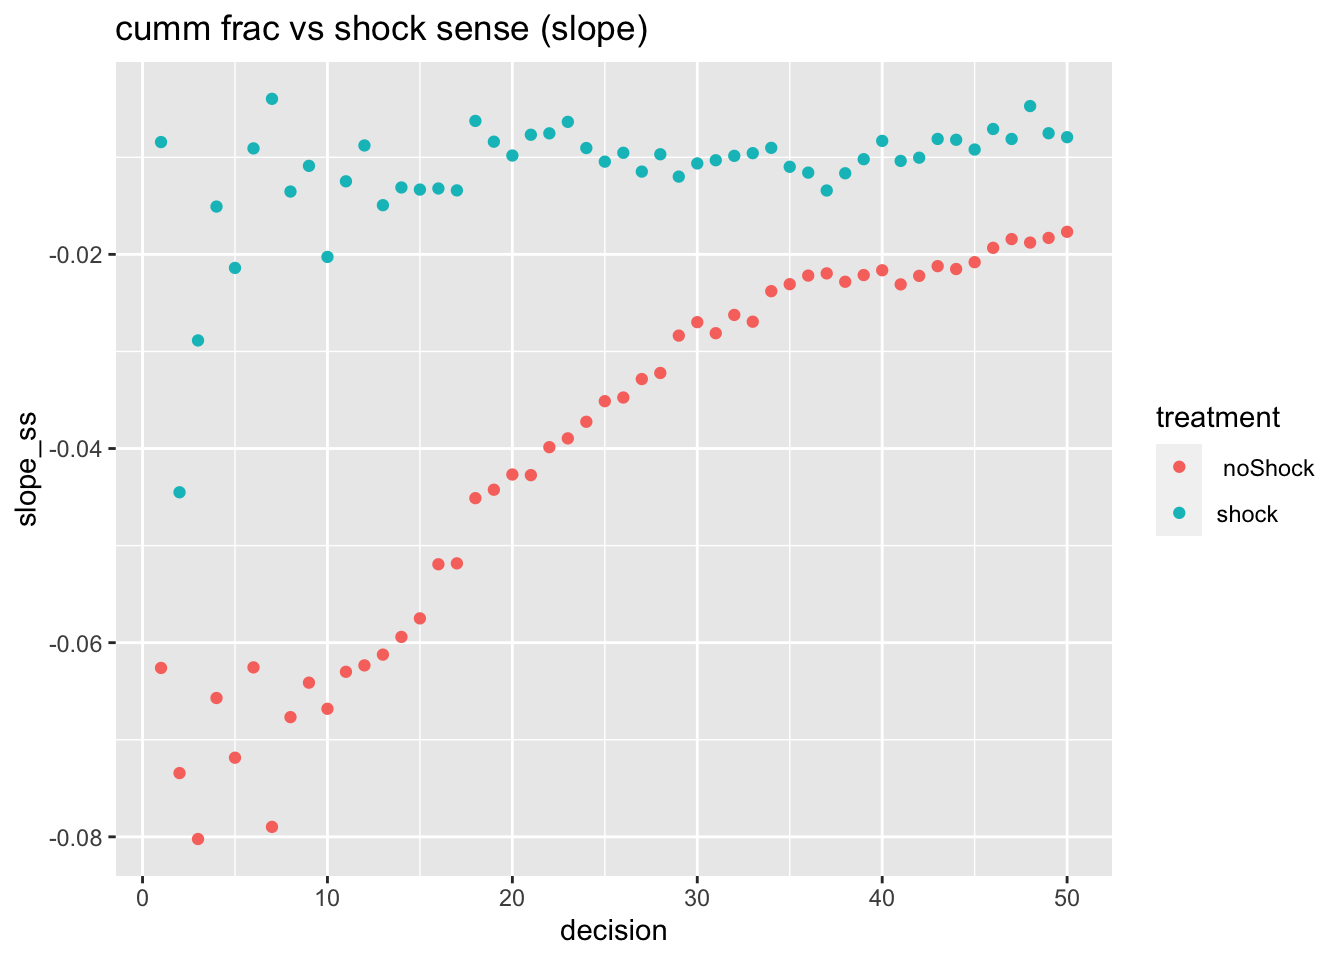 cumm frac vs shock sense (slope)
slope_ss
-0.02
-0.04
-0.06
-0.08
0 10 20 30 40 50
decision
treatment
noShock
shock